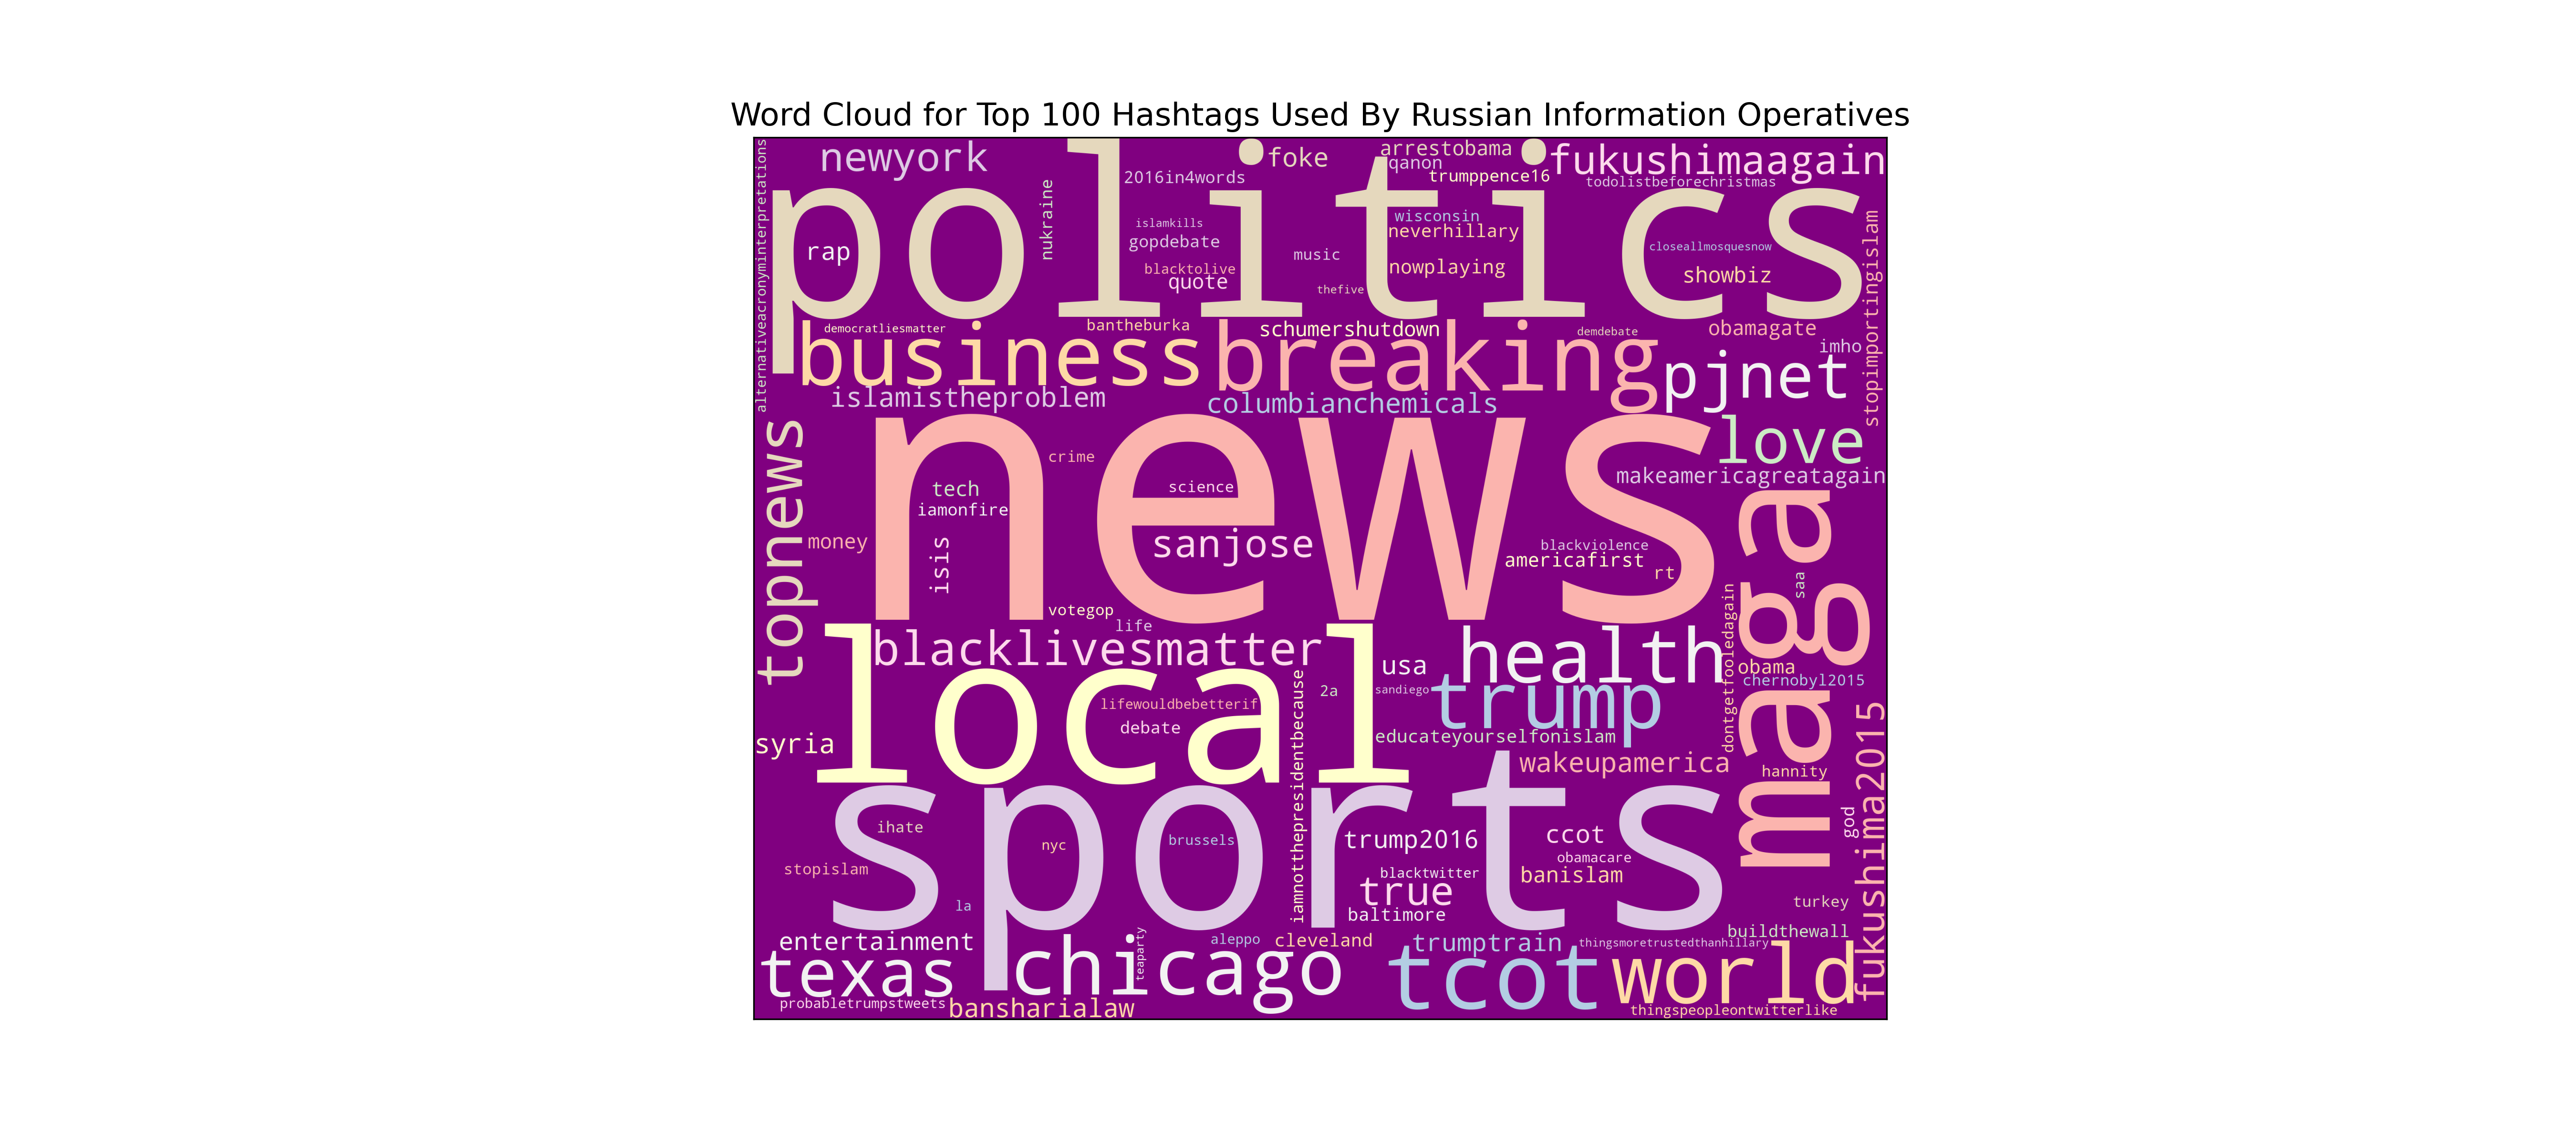 Word Cloud for Top 100 Hashtags Used By Russian Information Operatives
alternativeacronyminterpretations
newyork
politics
foke
arrestobama
qanon
fukushimaagain
2016in4words
trumppence16
todolistbeforechristmas
nukraine
islamkills
wisconsin
stopimportingislam
rap
gopdebate
music
neverhillary
closeallmosquesnow
blacktolive
nowplaying
showbiz
quote
thefive
democratliesmatter
bantheburka
schumershutdown
demdebate
obamagate
business
breaking
imho
pjnet
islamistheproblem
columbianchemicals
topnews
news
love
crime
makeamericagreatagain
tech
science
iamonfire
maga
money
isis
sanjose
blackviolence
americafirst
rt
saa
votegop
life
dontgetfooledagain
blacklivesmatter
health
local
usa
obama
iamnotthepresidentbecause
2a
sandiego
trump
chernobyl2015
lifewouldbebetterif
debate
educateyourselfonislam
fukushima2015
syria
wakeupamerica
hannity
sports
ihate
brussels
trump2016
ccot
god
nyc
obamacare
stopislam
blacktwitter
banislam
true
la
baltimore
turkey
entertainment
teaparty
aleppo
cleveland
trumptrain
thingsmoretrustedthanhillary
buildthewall
texas
chicago
tcot
world
probabletrumpstweets
bansharialaw
thingspeopleontwitterlike